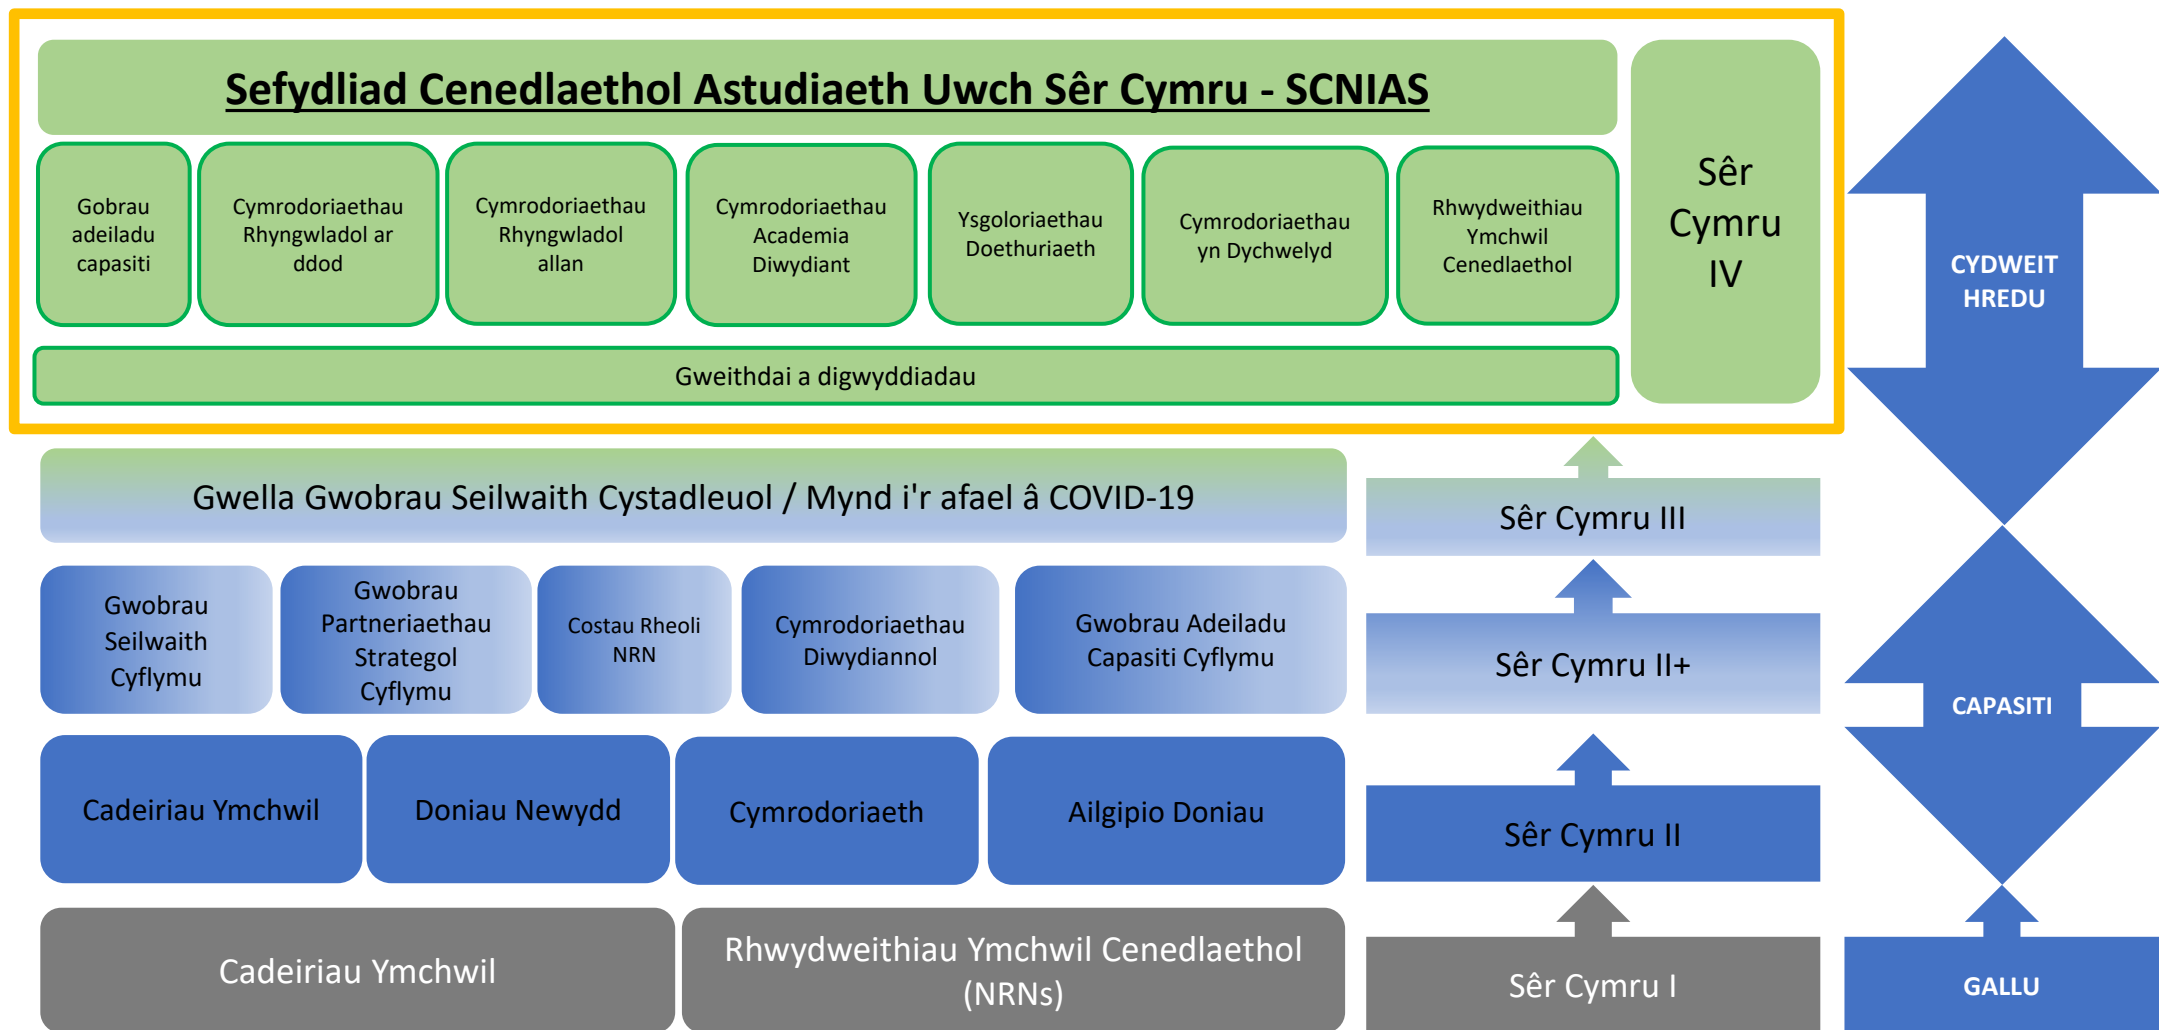 Sefydliad Cenedlaethol Astudiaeth Uwch Sêr Cymru - SCNIAS
Gobrau
adeiladu
capasiti
Cymrodoriaethau
Rhyngwladol ar
ddod
Cymrodoriaethau
Rhyngwladol
allan
Cymrodoriaethau
Academia
Diwydiant
Ysgoloriaethau
Doethuriaeth
Cymrodoriaethau
yn Dychwelyd
Rhwydweithiau
Ymchwil
Cenedlaethol
Sêr
Cymru
IV
Gweithdai a digwyddiadau
CYDWEIT
HREDU
Gwella Gwobrau Seilwaith Cystadleuol / Mynd i'r afael â COVID-19
Sêr Cymru III
Gwobrau
Seilwaith
Cyflymu
Gwobrau
Partneriaethau
Strategol
Cyflymu
Costau Rheoli
NRN
Cymrodoriaethau
Diwydiannol
Gwobrau Adeiladu
Capasiti Cyflymu
Sêr Cymru II+
CAPASITI
Cadeiriau Ymchwil
Doniau Newydd
Cymrodoriaeth
Ailgipio Doniau
Sêr Cymru II
Cadeiriau Ymchwil
Rhwydweithiau Ymchwil Cenedlaethol
(NRNs)
Sêr Cymru I
GALLU